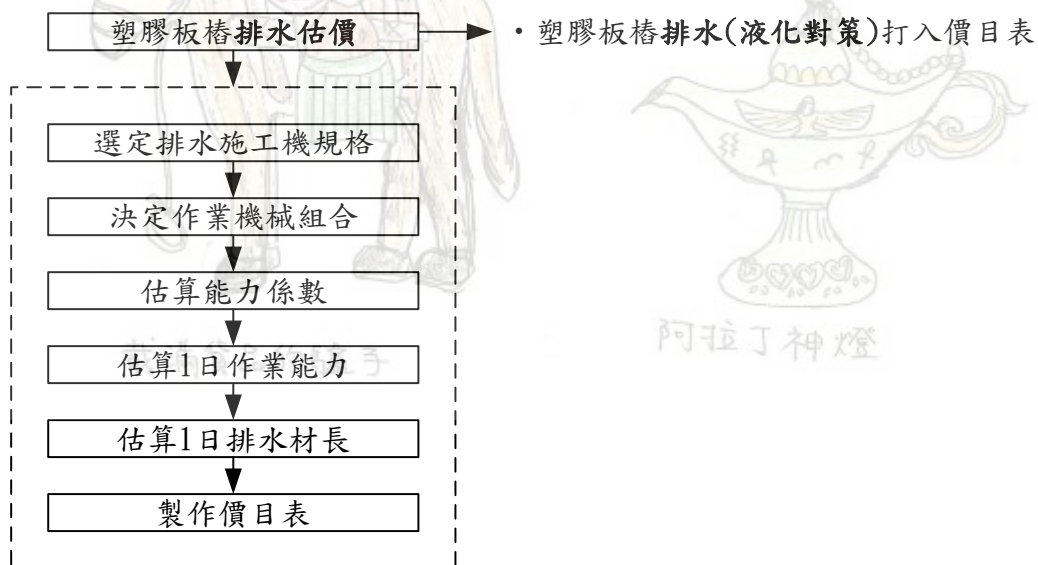 塑膠板樁排水估價
・塑膠板樁排水(液化對策)打入價目表
選定排水施工機規格
決定作業機械組合
估算能力係數
估算1日作業能力
估算1日排水材長
製作價目表
阿拉丁神燈